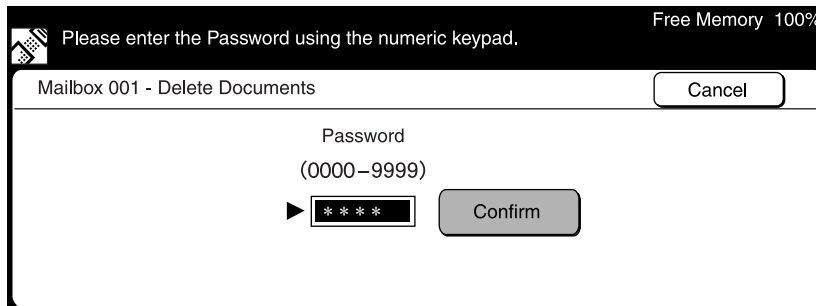 Free Memory 100%
Please enter the Password using the numeric keypad.
Mailbox 001 - Delete Documents
Cancel
Password
(0000–9999)
＊＊＊＊
Confirm